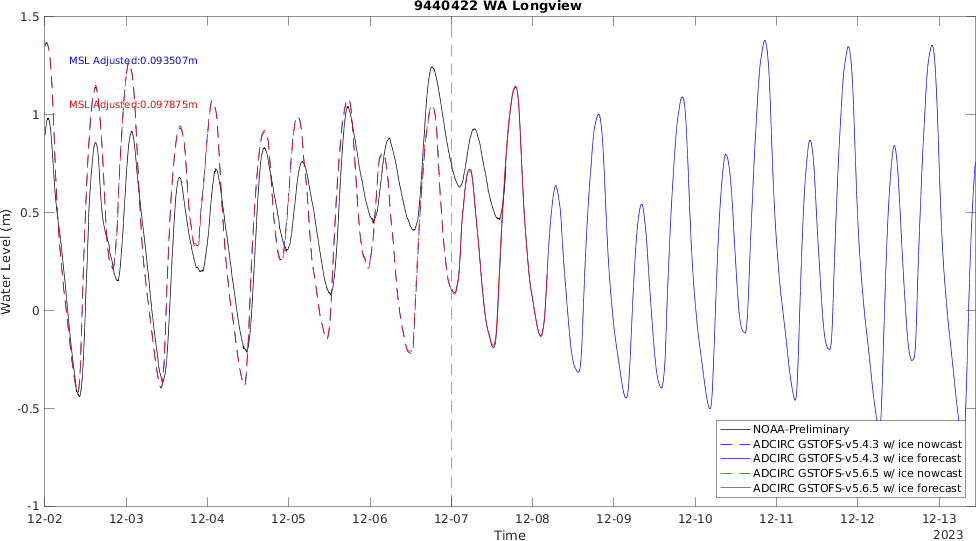 9440422 WA Longview
1.5
1
0.5
0
-0.5
-1
Water Level (m)
MSL Adjusted:0.093507m
MSL Adjusted:0.097875m
NOAA-Preliminary
ADCIRC GSTOFS-v5.4.3 w/ ice nowcast
ADCIRC GSTOFS-v5.4.3 w/ ice forecast
ADCIRC GSTOFS-v5.6.5 w/ ice nowcast
ADCIRC GSTOFS-v5.6.5 w/ ice forecast
12-02 12-03 12-04 12-05 12-06 12-07 12-08 12-09 12-10 12-11 12-12 12-13
Time
2023